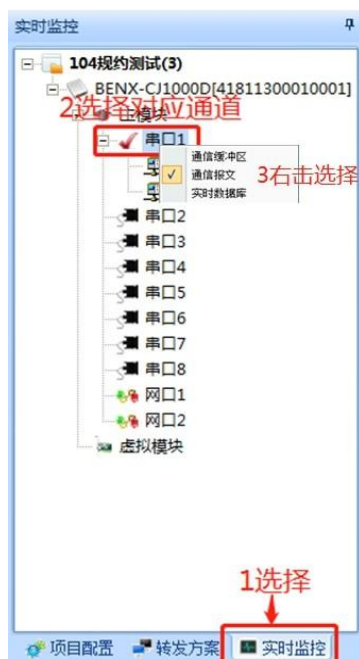 实时监控
104规约测试(3)
BENX-CJ1000D[41811300010001]
2选择对应通道
主模块
串口1
通信缓冲区
通信报文
3右击选择
实时数据库
串口2
串口3
串口4
串口5
串口6
串口7
串口8
网口1
网口2
虚拟模块
1选择
项目配置 转发方案 实时监控